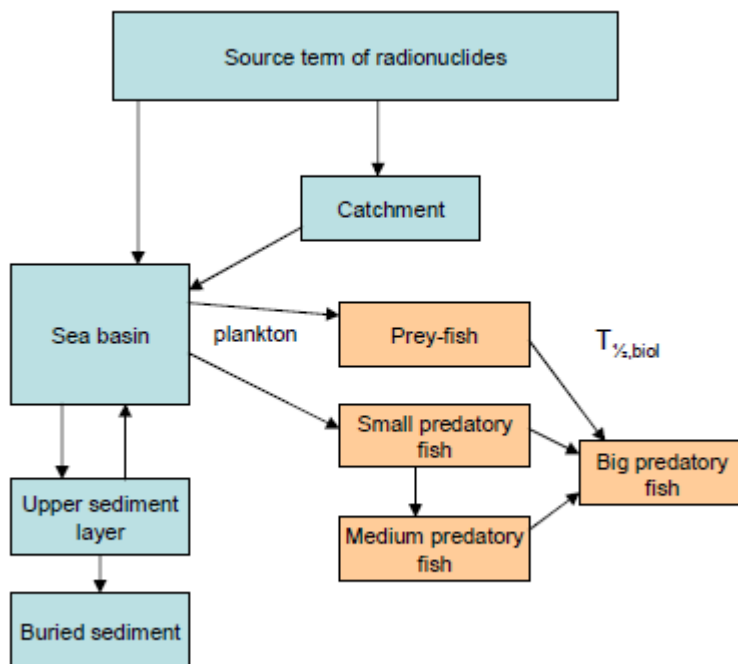 Source term of radionuclides
Catchment
Sea basin
plankton
Prey-fish
T½,biol
Small predatory
fish
Big predatory
fish
Upper sediment
layer
Medium predatory
fish
Buried sediment